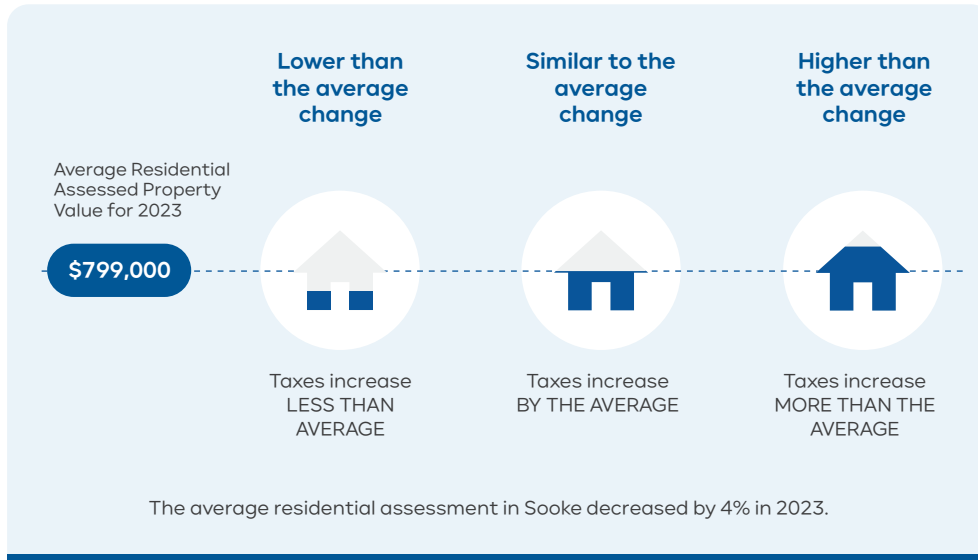 Lower than
the average
change
Similar to the
average
change
Higher than
the average
change
Average Residential
Assessed Property
Value for 2023
$799,000
Taxes increase
LESS THAN
AVERAGE
Taxes increase
BY THE AVERAGE
Taxes increase
MORE THAN THE
AVERAGE
The average residential assessment in Sooke decreased by 4% in 2023.